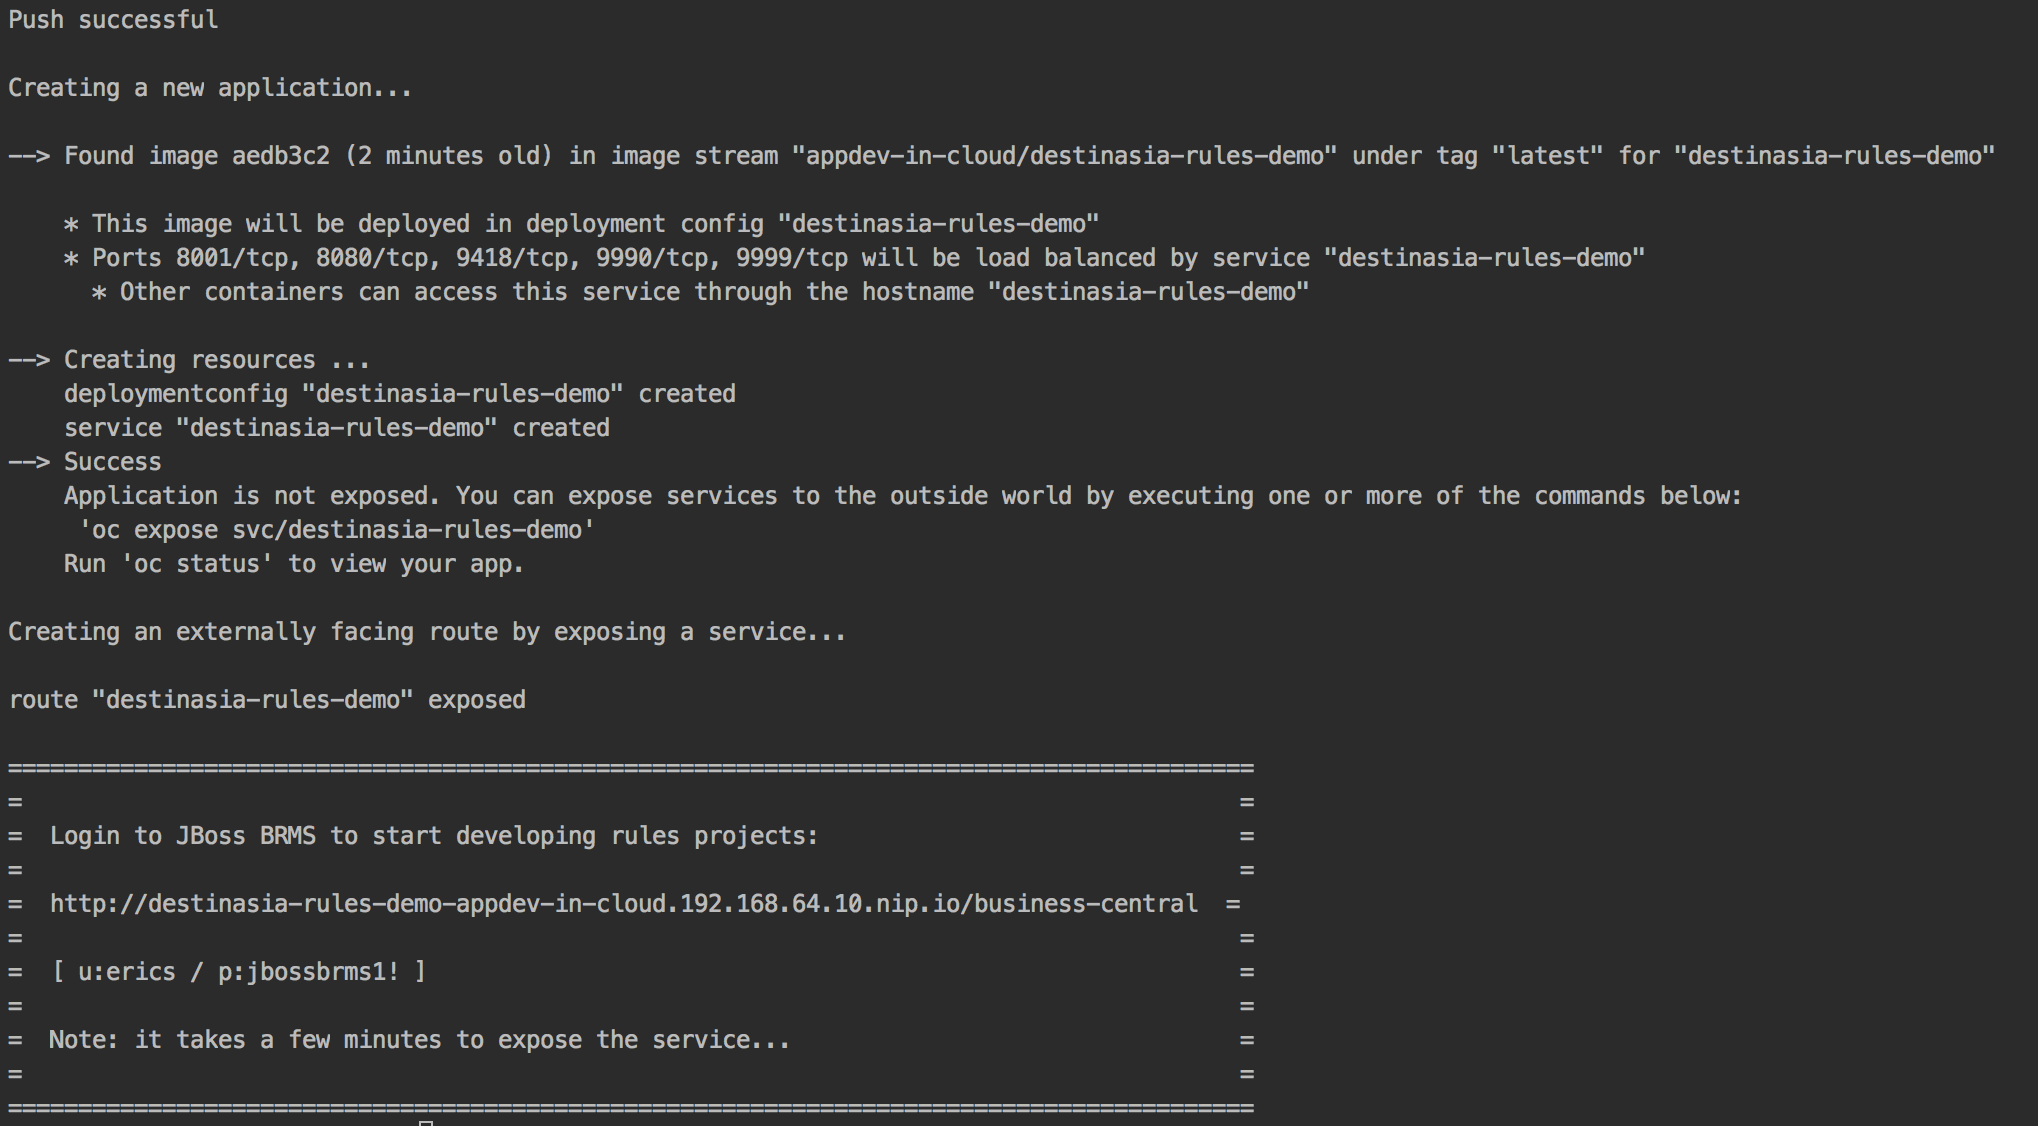 Push successful
Creating a new application...
--> Found image aedb3c2 (2 minutes old) in image stream "appdev-in-cloud/destinasia-rules-demo" under tag "latest" for "destinasia-rules-demo"
* This image will be deployed in deployment config "destinasia-rules-demo"
* Ports 8001/tcp, 8080/tcp, 9418/tcp, 9990/tcp, 9999/tcp will be load balanced by service "destinasia-rules-demo"
* Other containers can access this service through the hostname "destinasia-rules-demo"
--> Creating resources ...
deploymentconfig "destinasia-rules-demo" created
service "destinasia-rules-demo" created
--> Success
Application is not exposed. You can expose services to the outside world by executing one or more of the commands below:
'oc expose svc/destinasia-rules-demo'
Run 'oc status' to view your app.
Creating an externally facing route by exposing a service...
route "destinasia-rules-demo" exposed
=========================================================================================
= =
= Login to JBoss BRMS to start developing rules projects: =
= =
= http://destinasia-rules-demo-appdev-in-cloud.192.168.64.10.nip.io/business-central =
= =
= [ u:erics / p:jbossbrms1! ] =
= =
= Note: it takes a few minutes to expose the service... =
= =
=========================================================================================